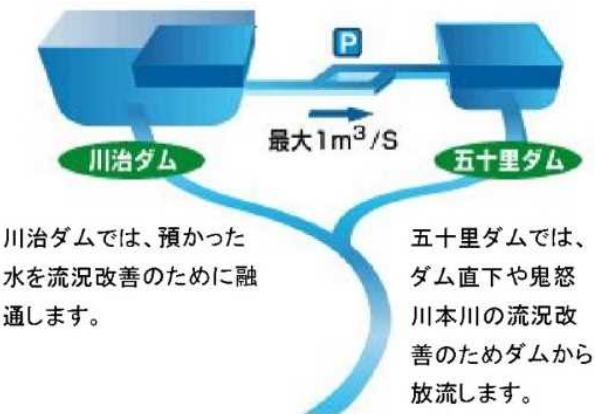 P
最大1m³/S
川治ダム
五十里ダム
川治ダムでは、預かった
水を流況改善のために融
通します。
五十里ダムでは、
ダム直下や鬼怒
川本川の流況改
善のためダムから
放流します。